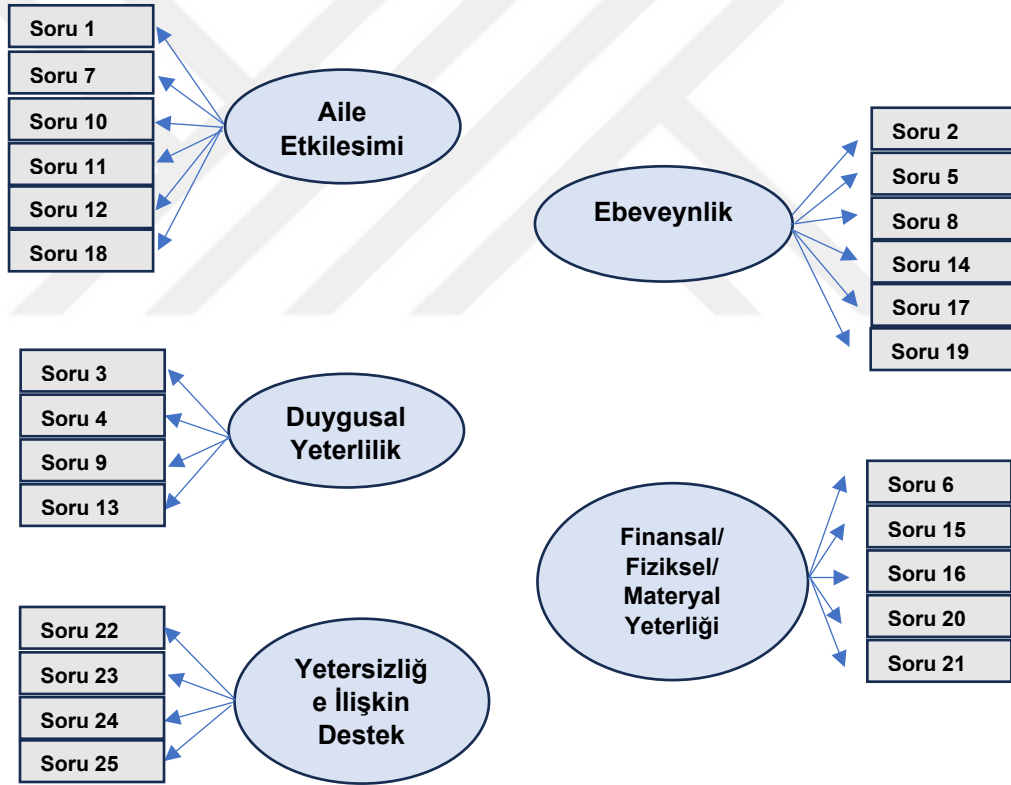 Soru 1
Soru 7
Soru 10
Soru 11
Soru 12
Soru 18
Aile
Etkilesimi
Ebeveynlik
Soru 2
Soru 5
Soru 8
Soru 14
Soru 17
Soru 19
Soru 3
Soru 4
Soru 9
Soru 13
Duygusal
Yeterlilik
Finansal/
Fiziksel/
Materyal
Yeterliği
Soru 6
Soru 15
Soru 16
Soru 20
Soru 21
Soru 22
Soru 23
Soru 24
Soru 25
Yetersizliğ
e İlişkin
Destek